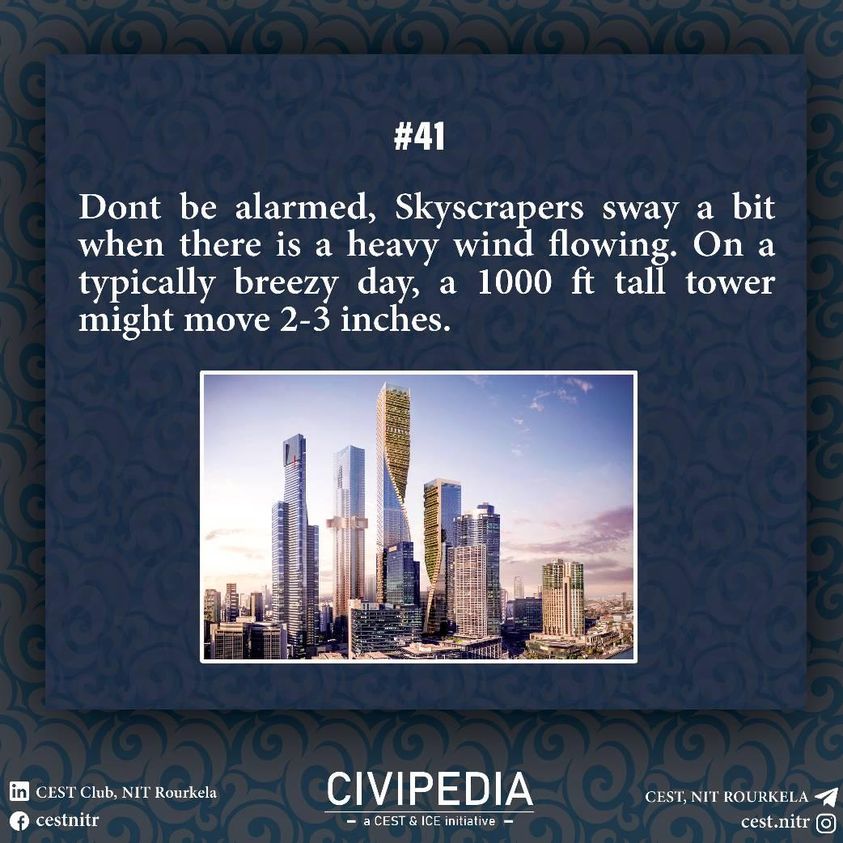 #41
Dont be alarmed, Skyscrapers sway a bit
when there is a heavy wind flowing. On a
typically breezy day, a 1000 ft tall tower
might move 2-3 inches.
CEST Club, NIT Rourkela
cestnitr
CIVIPEDIA
a CEST & ICE initiative
CEST, NIT ROURKELA
cest.nitr